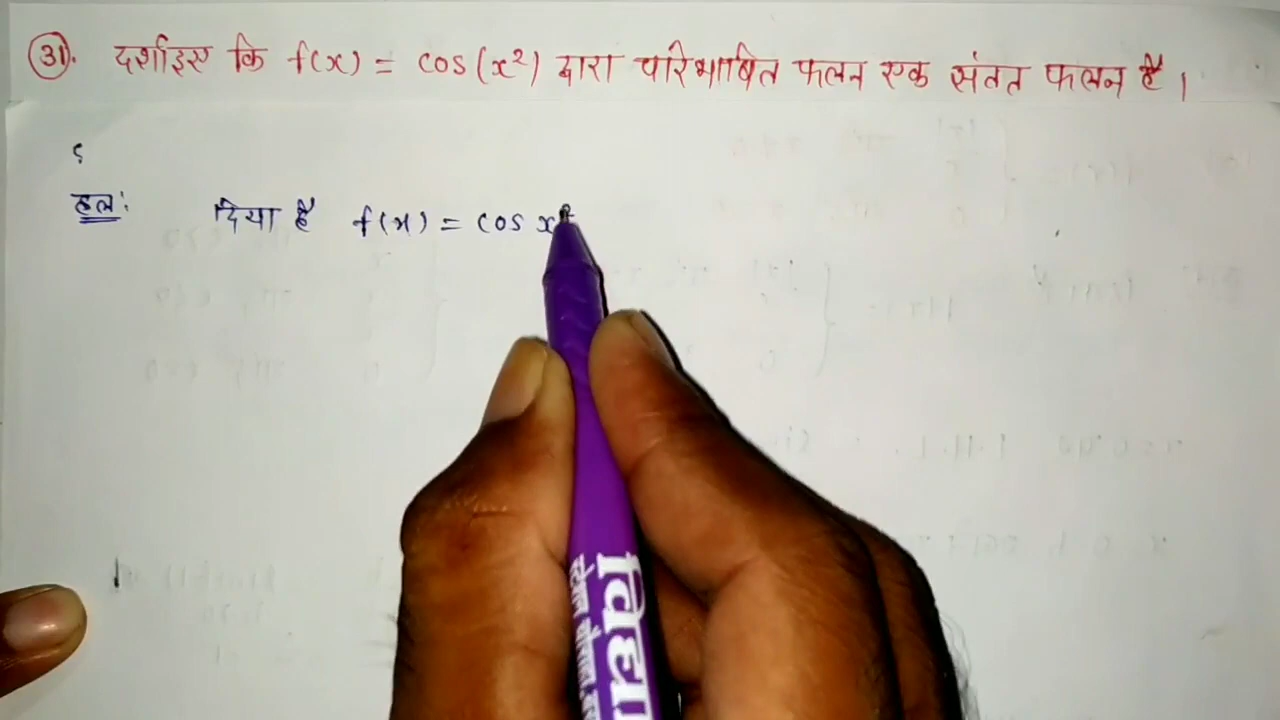 31. दर्शाइए कि f(x) = cos(x²) द्वारा परिभाषित फलन एक संतत फलन है।
हल: दिया है f(x) = cos x²
विद्या